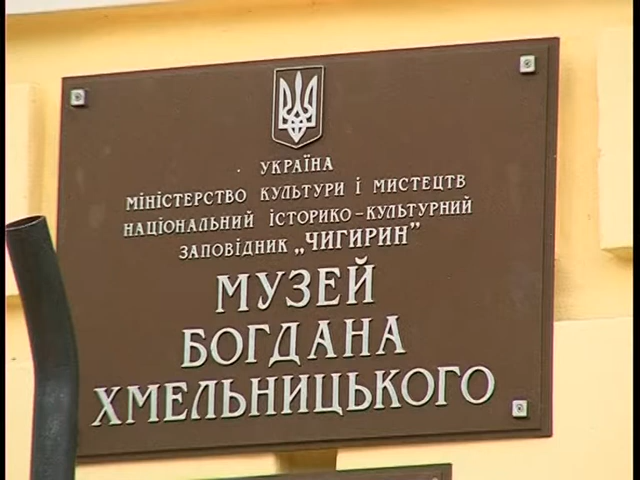 УКРАЇНА
МІНІСТЕРСТВО КУЛЬТУРИ І МИСТЕЦТВ
НАЦІОНАЛЬНИЙ ІСТОРИКО-КУЛЬТУРНИЙ
ЗАПОВІДНИК „ЧИГИРИН”
МУЗЕЙ
БОГДАНА
ХМЕЛЬНИЦЬКОГО